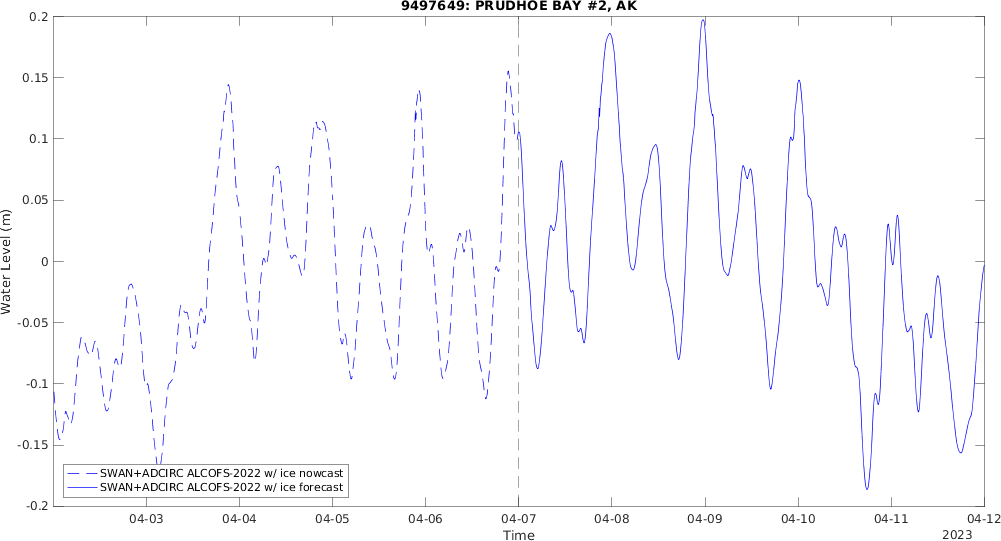 9497649: PRUDHOE BAY #2, AK
0.2
0.15
0.1
0.05
0
-0.05
-0.1
-0.15
-0.2
Water Level (m)
SWAN+ADCIRC ALCOFS-2022 w/ ice nowcast
SWAN+ADCIRC ALCOFS-2022 w/ ice forecast
04-03 04-04 04-05 04-06 04-07 04-08 04-09 04-10 04-11 04-12
Time
2023